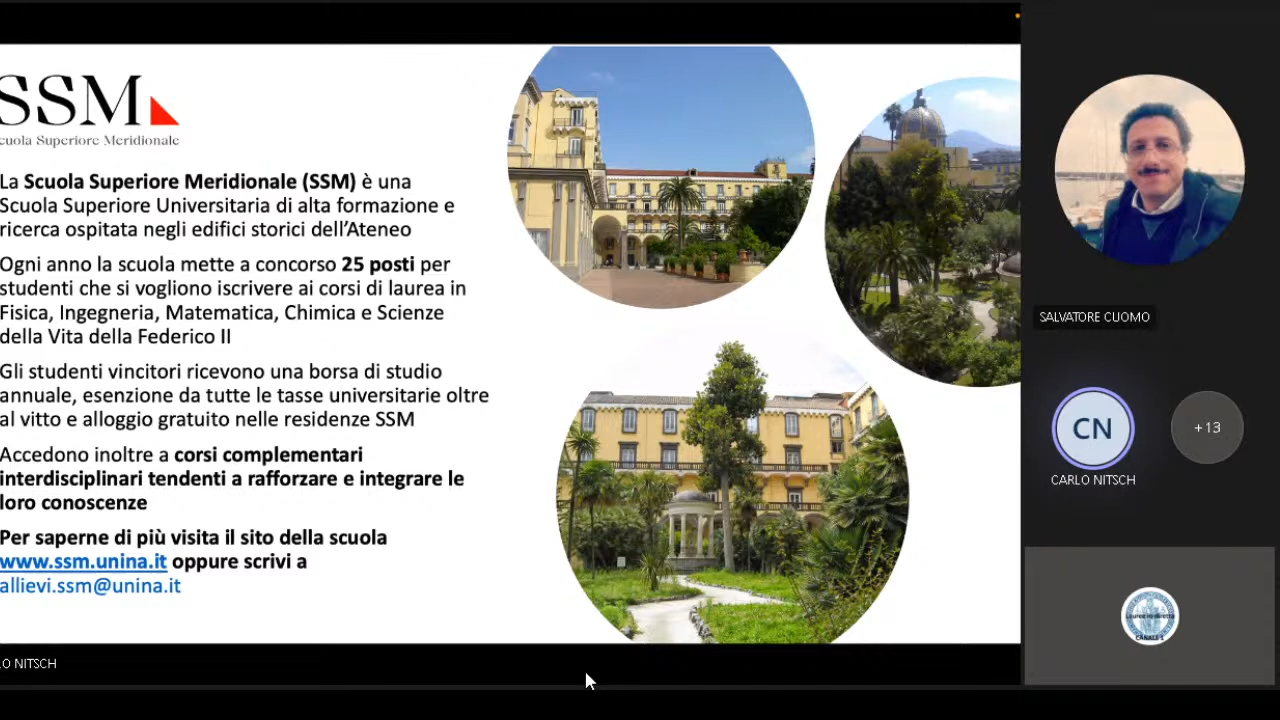 SSM
cuola Superiore Meridionale
La Scuola Superiore Meridionale (SSM) è una
Scuola Superiore Universitaria di alta formazione e
ricerca ospitata negli edifici storici dell'Ateneo
Ogni anno la scuola mette a concorso 25 posti per
studenti che si vogliono iscrivere ai corsi di laurea in
Fisica, Ingegneria, Matematica, Chimica e Scienze
della Vita della Federico II
Gli studenti vincitori ricevono una borsa di studio
annuale, esenzione da tutte le tasse universitarie oltre
al vitto e alloggio gratuito nelle residenze SSM
Accedono inoltre a corsi complementari
interdisciplinari tendenti a rafforzare e integrare le
loro conoscenze
Per saperne di più visita il sito della scuola
www.ssm.unina.it oppure scrivi a
allievi.ssm@unina.it
LO NITSCH
SALVATORE CUOMO
CN
+13
CARLO NITSCH
CANALE 1